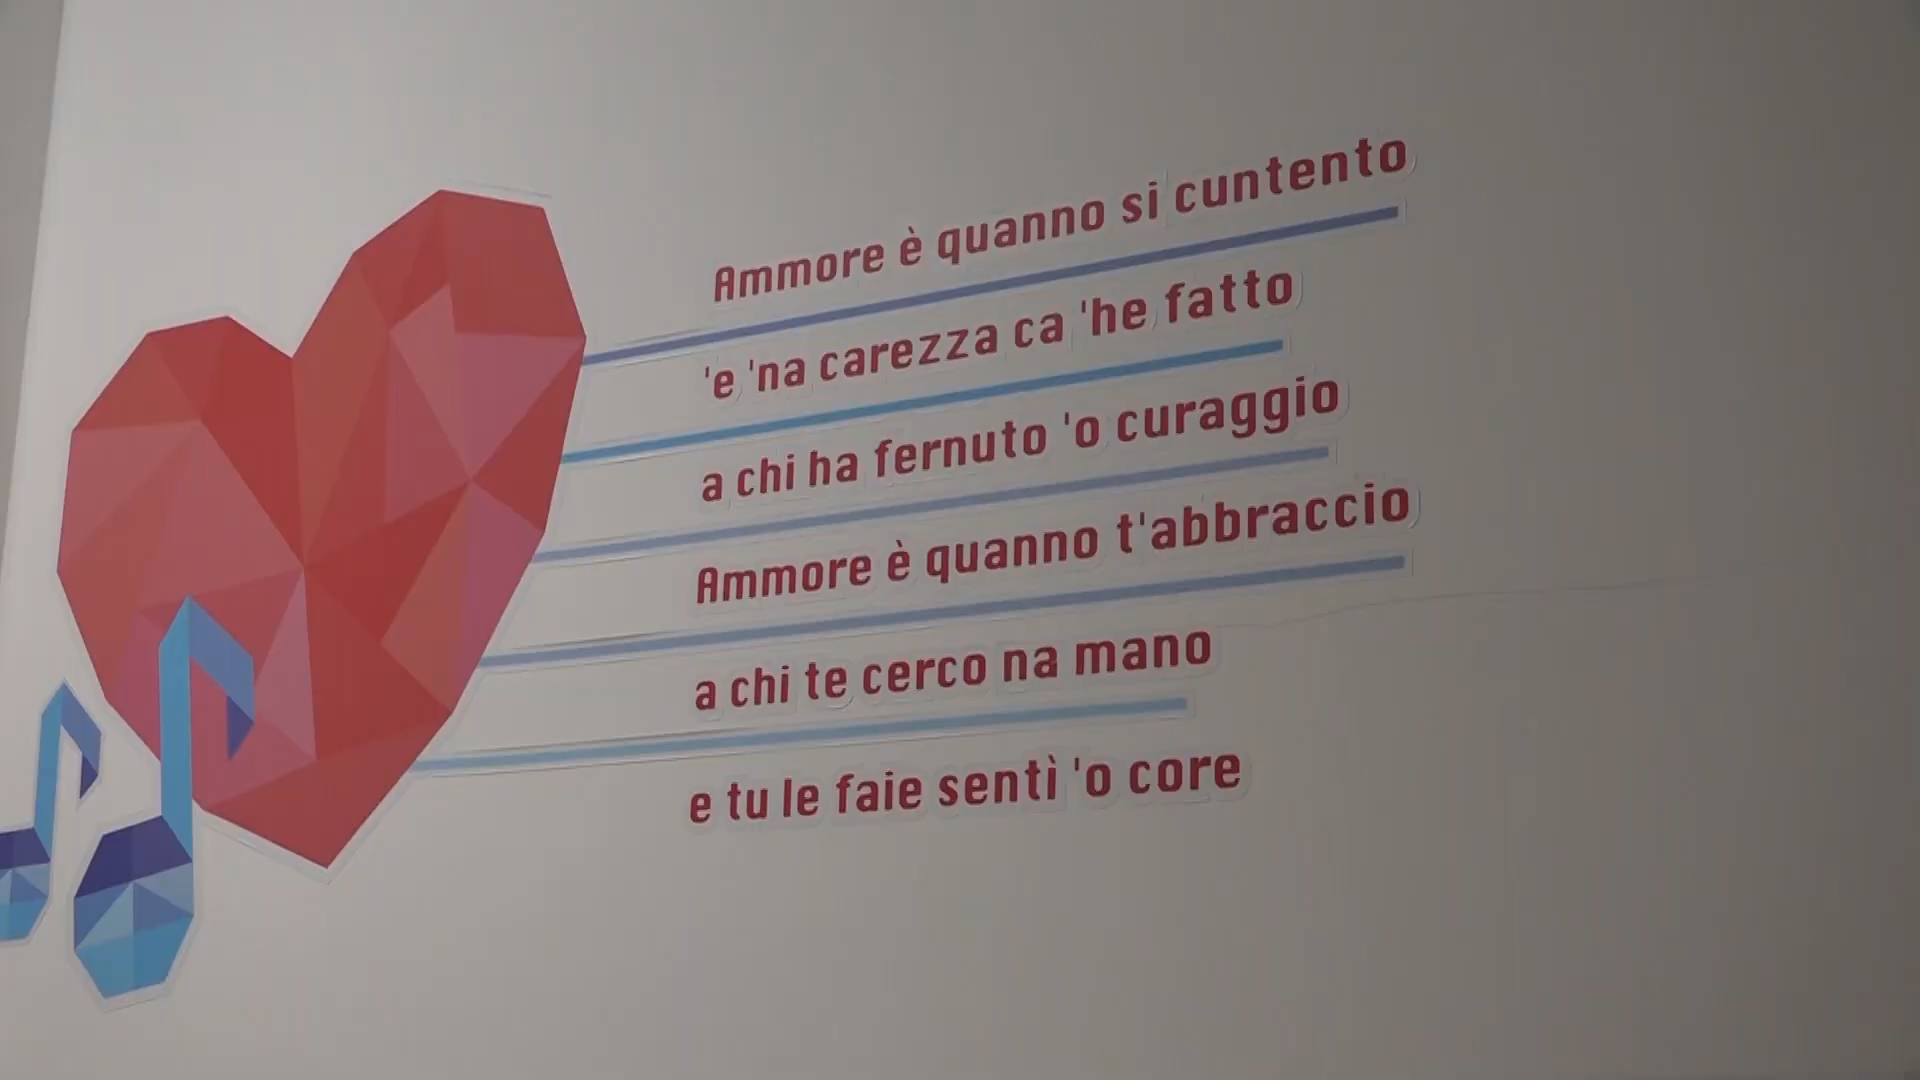 Ammore è quanno si cuntento
'e 'na carezza ca 'he fatto
a chi ha fernuto 'o curaggio
Ammore è quanno t'abbraccio
a chi te cerco na mano
e tu le faie sentì 'o core